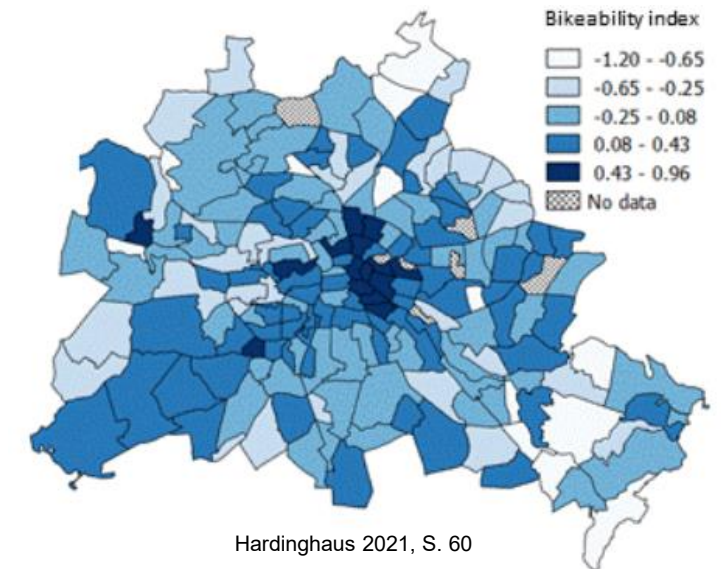 Bikeability index
-1.20 - -0.65
-0.65 - -0.25
-0.25 - 0.08
0.08 - 0.43
0.43 - 0.96
No data
Hardinghaus 2021, S. 60